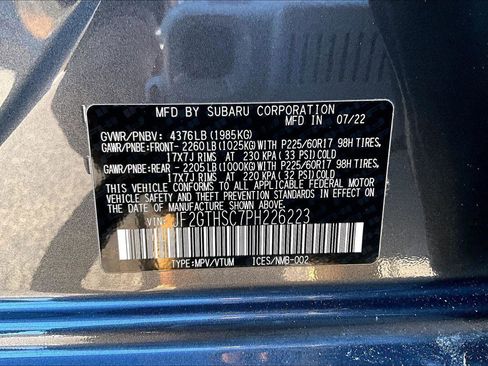 MFD BY SUBARU CORPORATION
MFD IN 07/22
GVWR/PNBV: 4376LB (1985KG)
GAWR/PNBE:FRONT- 2260LB (1025KG)WITH P225/60R17 98H TIRES,
17X7J RIMS AT 230 KPA (33 PSI) COLD
GAWR/PNBE:REAR - 2205LB (1000KG)WITH P225/60R17 98H TIRES,
17X7J RIMS AT 220 KPA (32 PSI) COLD
THIS VEHICLE CONFORMS TO ALL APPLICABLE FEDERAL MOTOR VEHICLE
SAFETY, BUMPER, AND THEFT PREVENTION STANDARDS IN EFFECT
ON THE DATE OF MANUFACTURE SHOWN ABOVE.
VIN: JF2GTHSC7PH226223
TYPE:MPV/VTUM ICES/NMB-002